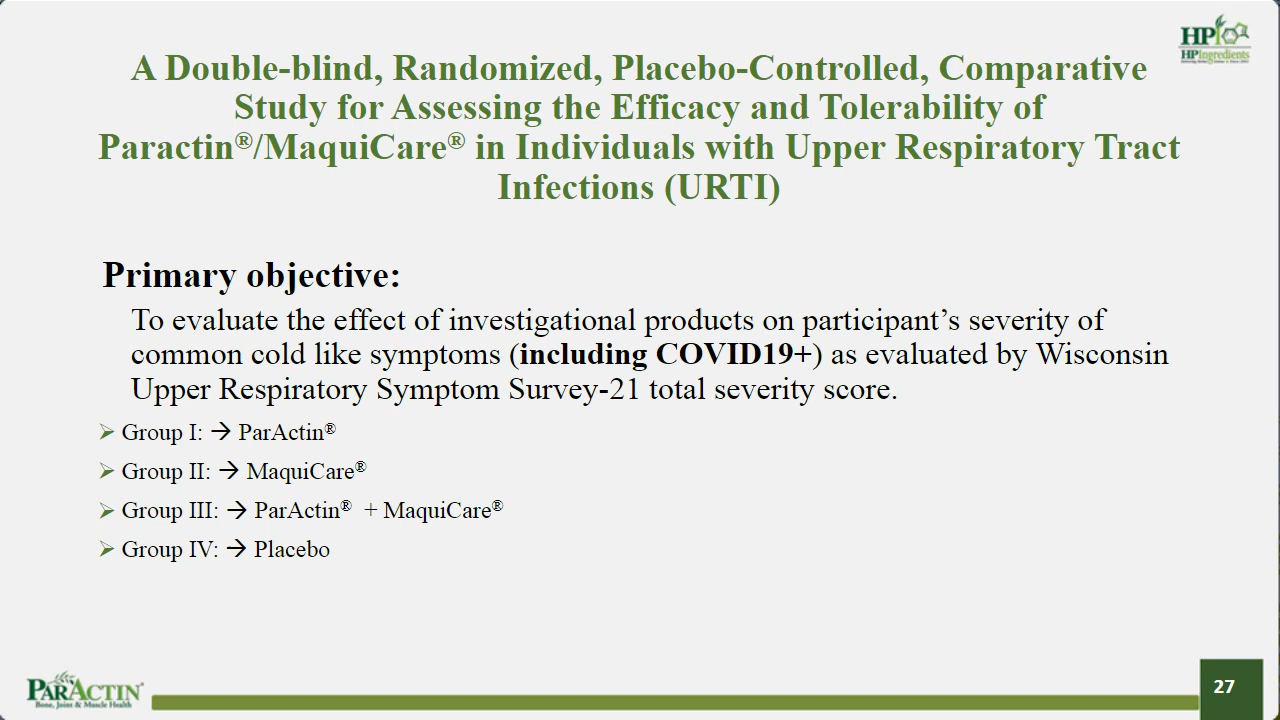 HP
HPIngredients
A Double-blind, Randomized, Placebo-Controlled, Comparative
Study for Assessing the Efficacy and Tolerability of
Paractin®/MaquiCare® in Individuals with Upper Respiratory Tract
Infections (URTI)
Primary objective:
To evaluate the effect of investigational products on participant’s severity of
common cold like symptoms (including COVID19+) as evaluated by Wisconsin
Upper Respiratory Symptom Survey-21 total severity score.
➢ Group I: → ParActin®
➢ Group II: → MaquiCare®
➢ Group III: → ParActin® + MaquiCare®
➢ Group IV: → Placebo
PARACTIN®
Bone, Joint & Muscle Health
27